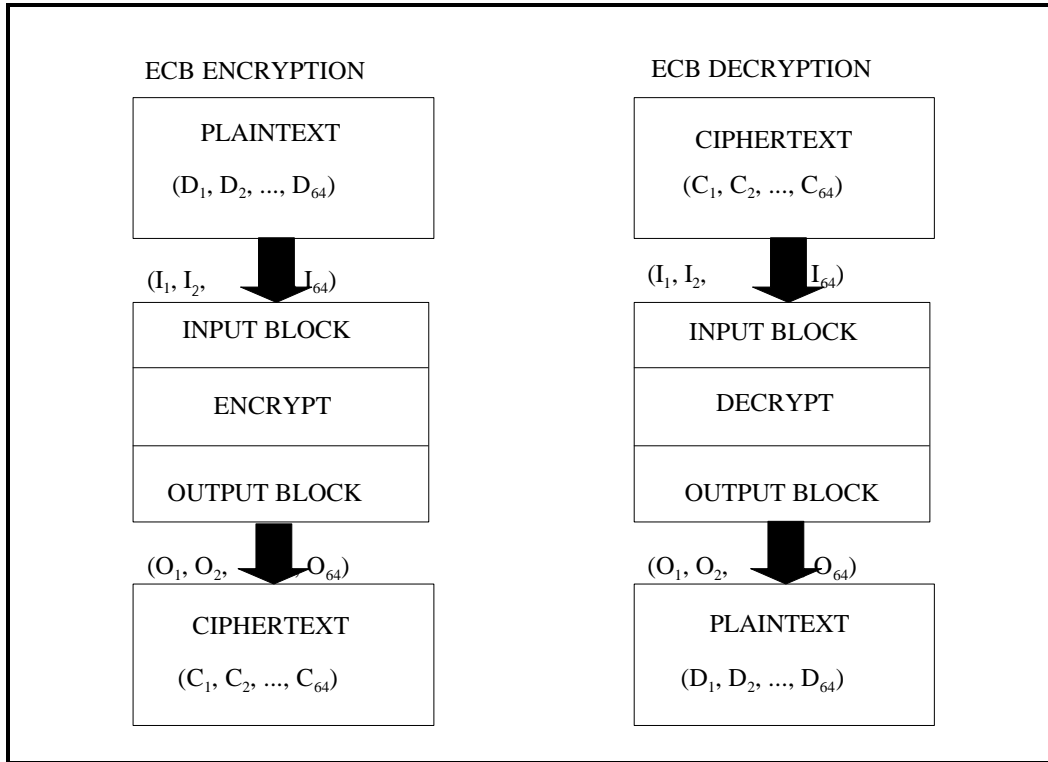 ECB ENCRYPTION
PLAINTEXT
(D₁, D₂, ..., D₆₄)
(I₁, I₂, I₆₄)
INPUT BLOCK
ENCRYPT
OUTPUT BLOCK
(O₁, O₂, , O₆₄)
CIPHERTEXT
(C₁, C₂, ..., C₆₄)
ECB DECRYPTION
CIPHERTEXT
(C₁, C₂, ..., C₆₄)
(I₁, I₂, I₆₄)
INPUT BLOCK
DECRYPT
OUTPUT BLOCK
(O₁, O₂, O₆₄)
PLAINTEXT
(D₁, D₂, ..., D₆₄)